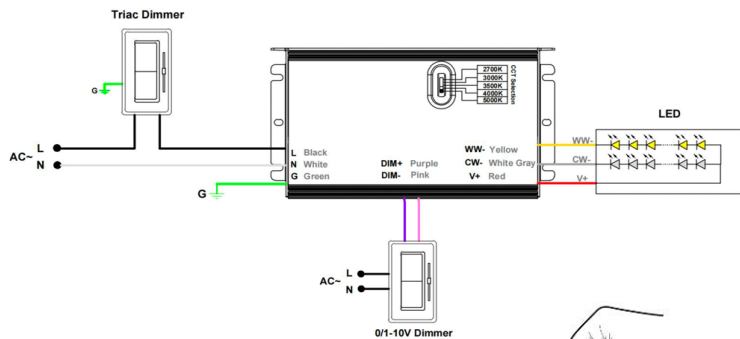 Triac Dimmer
G
AC~
L
N
G
2700K
3000K
3500K
4000K
5000K
CCT Selection
L Black
N White
G Green
DIM+ Purple
DIM- Pink
WW- Yellow
CW- White Gray
V+ Red
LED
WW-
CW-
V+
AC~
L
N
0/1-10V Dimmer